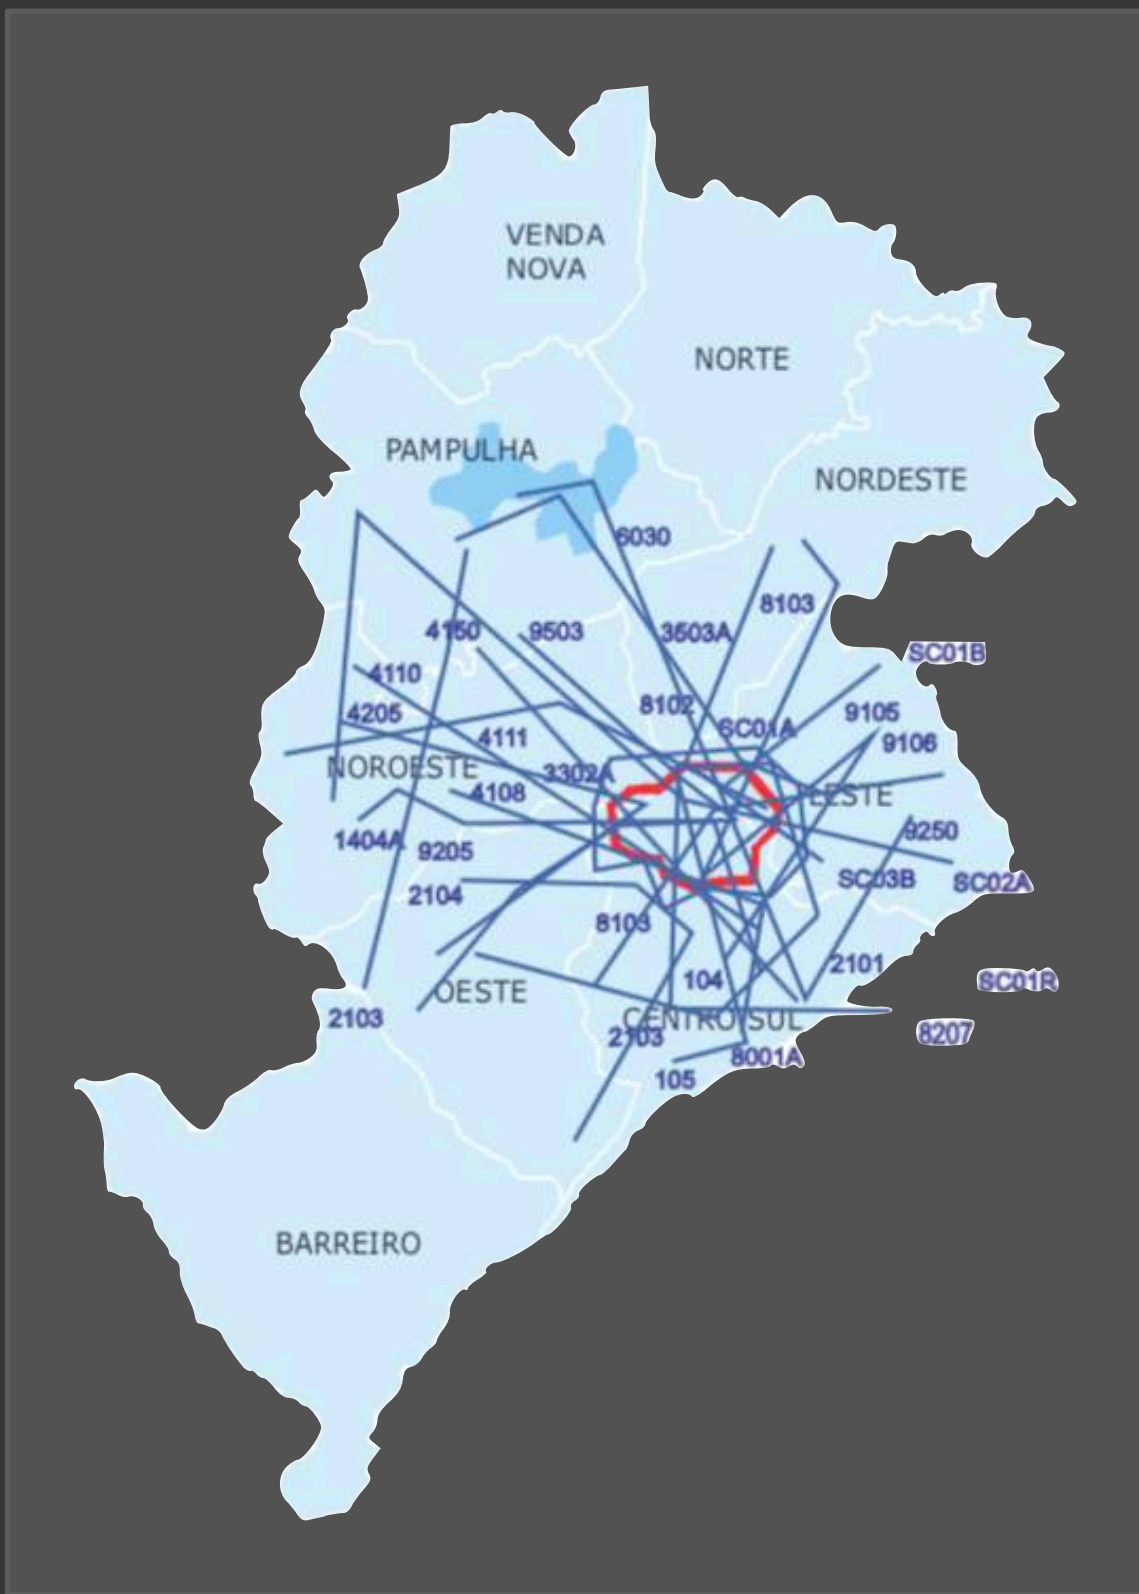 VENDA
NOVA
NORTE
PAMPULHA
NORDESTE
6030
8103
4150
9503
3503A
SC01B
4110
8102
4205
SC01A
9105
4111
9106
NOROESTE
3302A
4108
LESTE
1404A
9205
9250
2104
SC03B
SC02A
8103
2101
104
SC01R
OESTE
2103
CENTRO SUL
2103
8207
8001A
105
BARREIRO